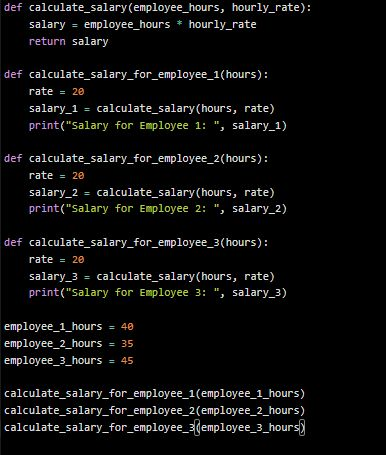 def calculate_salary(employee_hours, hourly_rate):
    salary = employee_hours * hourly_rate
    return salary

def calculate_salary_for_employee_1(hours):
    rate = 20
    salary_1 = calculate_salary(hours, rate)
    print("Salary for Employee 1: ", salary_1)

def calculate_salary_for_employee_2(hours):
    rate = 20
    salary_2 = calculate_salary(hours, rate)
    print("Salary for Employee 2: ", salary_2)

def calculate_salary_for_employee_3(hours):
    rate = 20
    salary_3 = calculate_salary(hours, rate)
    print("Salary for Employee 3: ", salary_3)

employee_1_hours = 40
employee_2_hours = 35
employee_3_hours = 45

calculate_salary_for_employee_1(employee_1_hours)
calculate_salary_for_employee_2(employee_2_hours)
calculate_salary_for_employee_3(employee_3_hours)